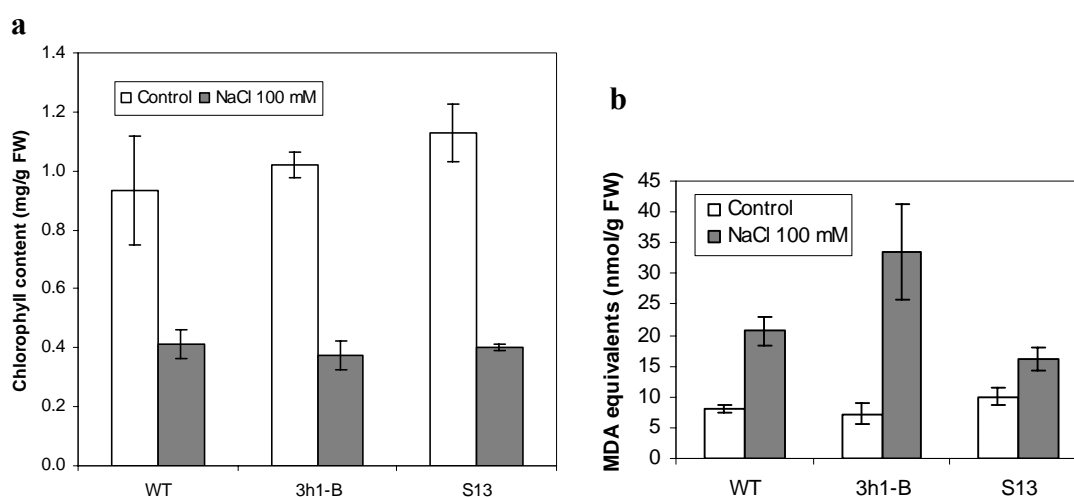 a
Chlorophyll content (mg/g FW)
1.4
1.2
1.0
0.8
0.6
0.4
0.2
0.0
Control NaCl 100 mM
WT 3h1-B S13
b
MDA equivalents (nmol/g FW)
45
40
35
30
25
20
15
10
5
0
Control
NaCl 100 mM
WT 3h1-B S13